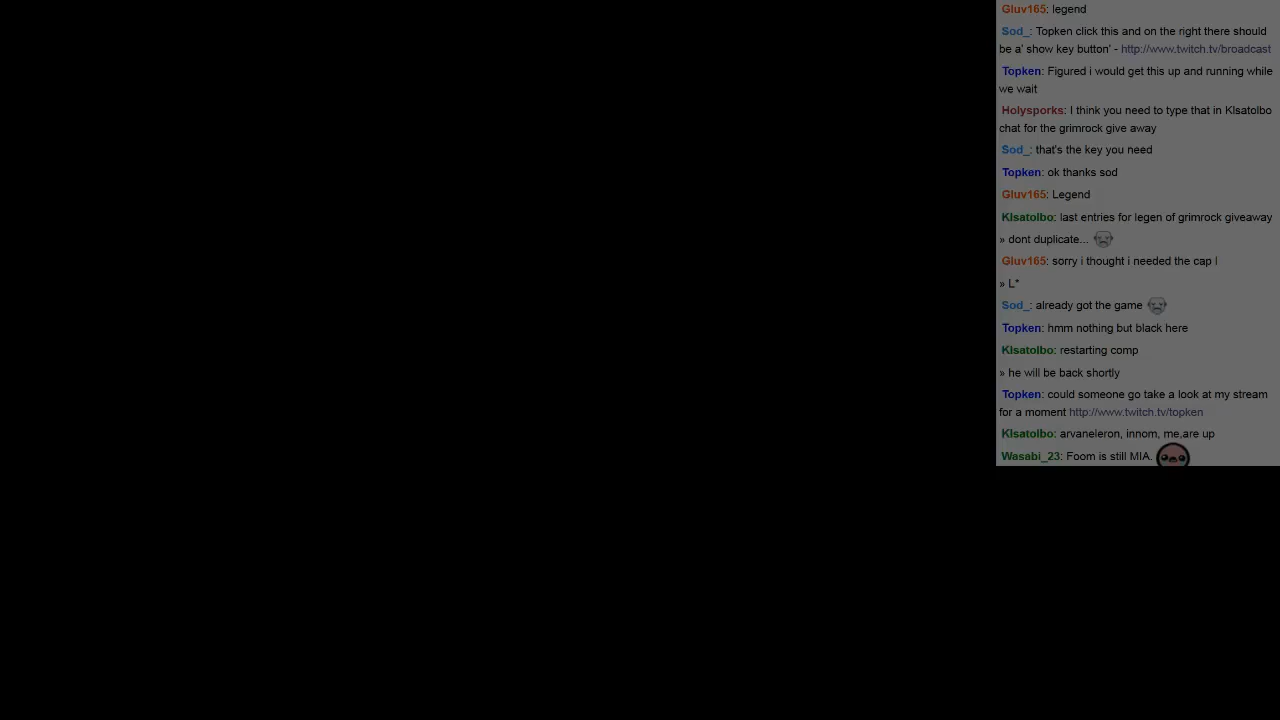 Gluv165: legend
Sod_: Topken click this and on the right there should
be a' show key button' - http://www.twitch.tv/broadcast
Topken: Figured i would get this up and running while
we wait
Holysporks: I think you need to type that in KIsatoIbo
chat for the grimrock give away
Sod_: that's the key you need
Topken: ok thanks sod
Gluv165: Legend
KIsatoIbo: last entries for legen of grimrock giveaway
» dont duplicate...
Gluv165: sorry i thought i needed the cap l
» L*
Sod_: already got the game
Topken: hmm nothing but black here
KIsatoIbo: restarting comp
» he will be back shortly
Topken: could someone go take a look at my stream
for a moment http://www.twitch.tv/topken
KIsatoIbo: arvaneleron, innom, me,are up
Wasabi_23: Foom is still MIA.